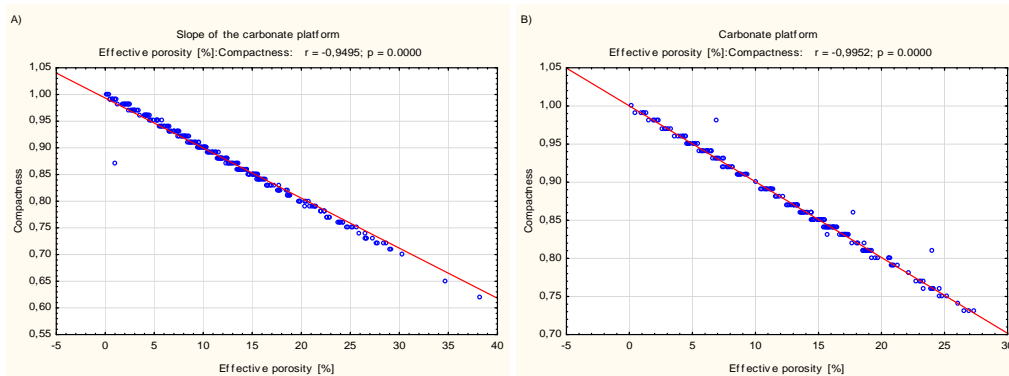 A)
Slope of the carbonate platform
Effective porosity [%]:Compactness: r = -0,9495; p = 0.0000
1,05
1,00
0,95
0,90
0,85
0,80
0,75
0,70
0,65
0,60
0,55
Compactness
-5 0 5 10 15 20 25 30 35 40
Effective porosity [%]
B)
Carbonate platform
Effective porosity [%]:Compactness: r = -0,9952; p = 0.0000
1,05
1,00
0,95
0,90
0,85
0,80
0,75
0,70
Compactness
-5 0 5 10 15 20 25 30
Effective porosity [%]